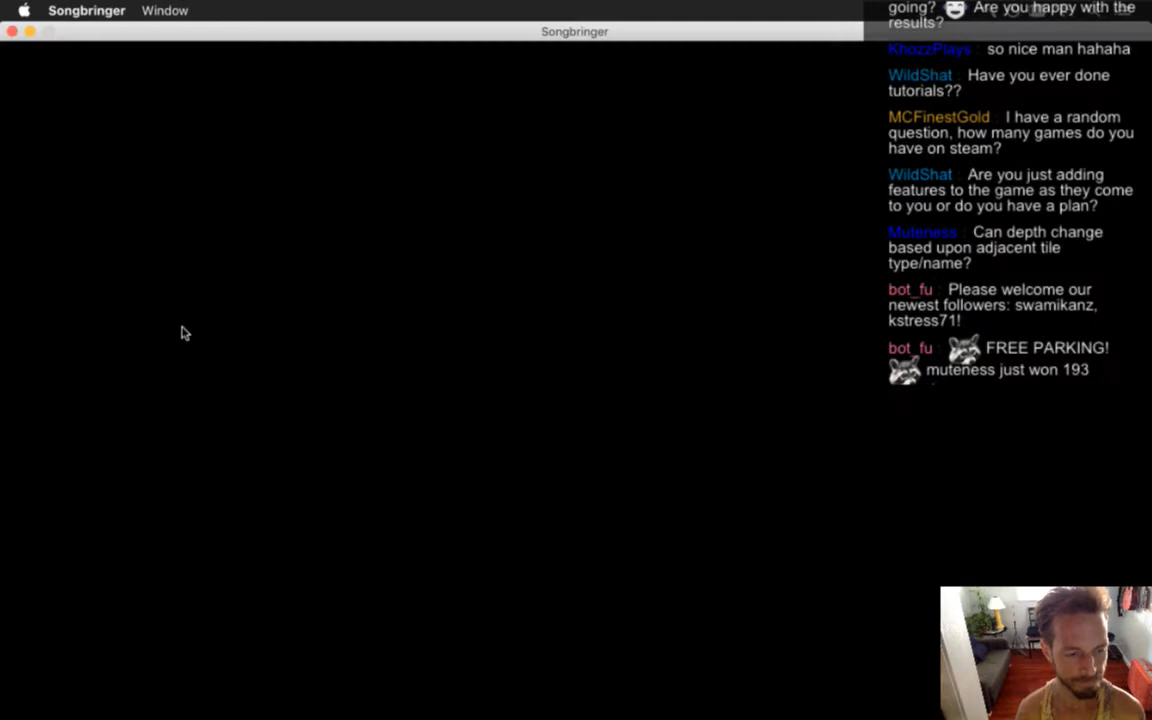 Songbringer Window
Songbringer
going? Are you happy with the
results?
KhozzPlays : so nice man hahaha
WildShat : Have you ever done
tutorials??
MCFinestGold : I have a random
question, how many games do you
have on steam?
WildShat : Are you just adding
features to the game as they come
to you or do you have a plan?
Muteness : Can depth change
based upon adjacent tile
type/name?
bot_fu : Please welcome our
newest followers: swamikanz,
kstress71!
bot_fu : FREE PARKING!
muteness just won 193